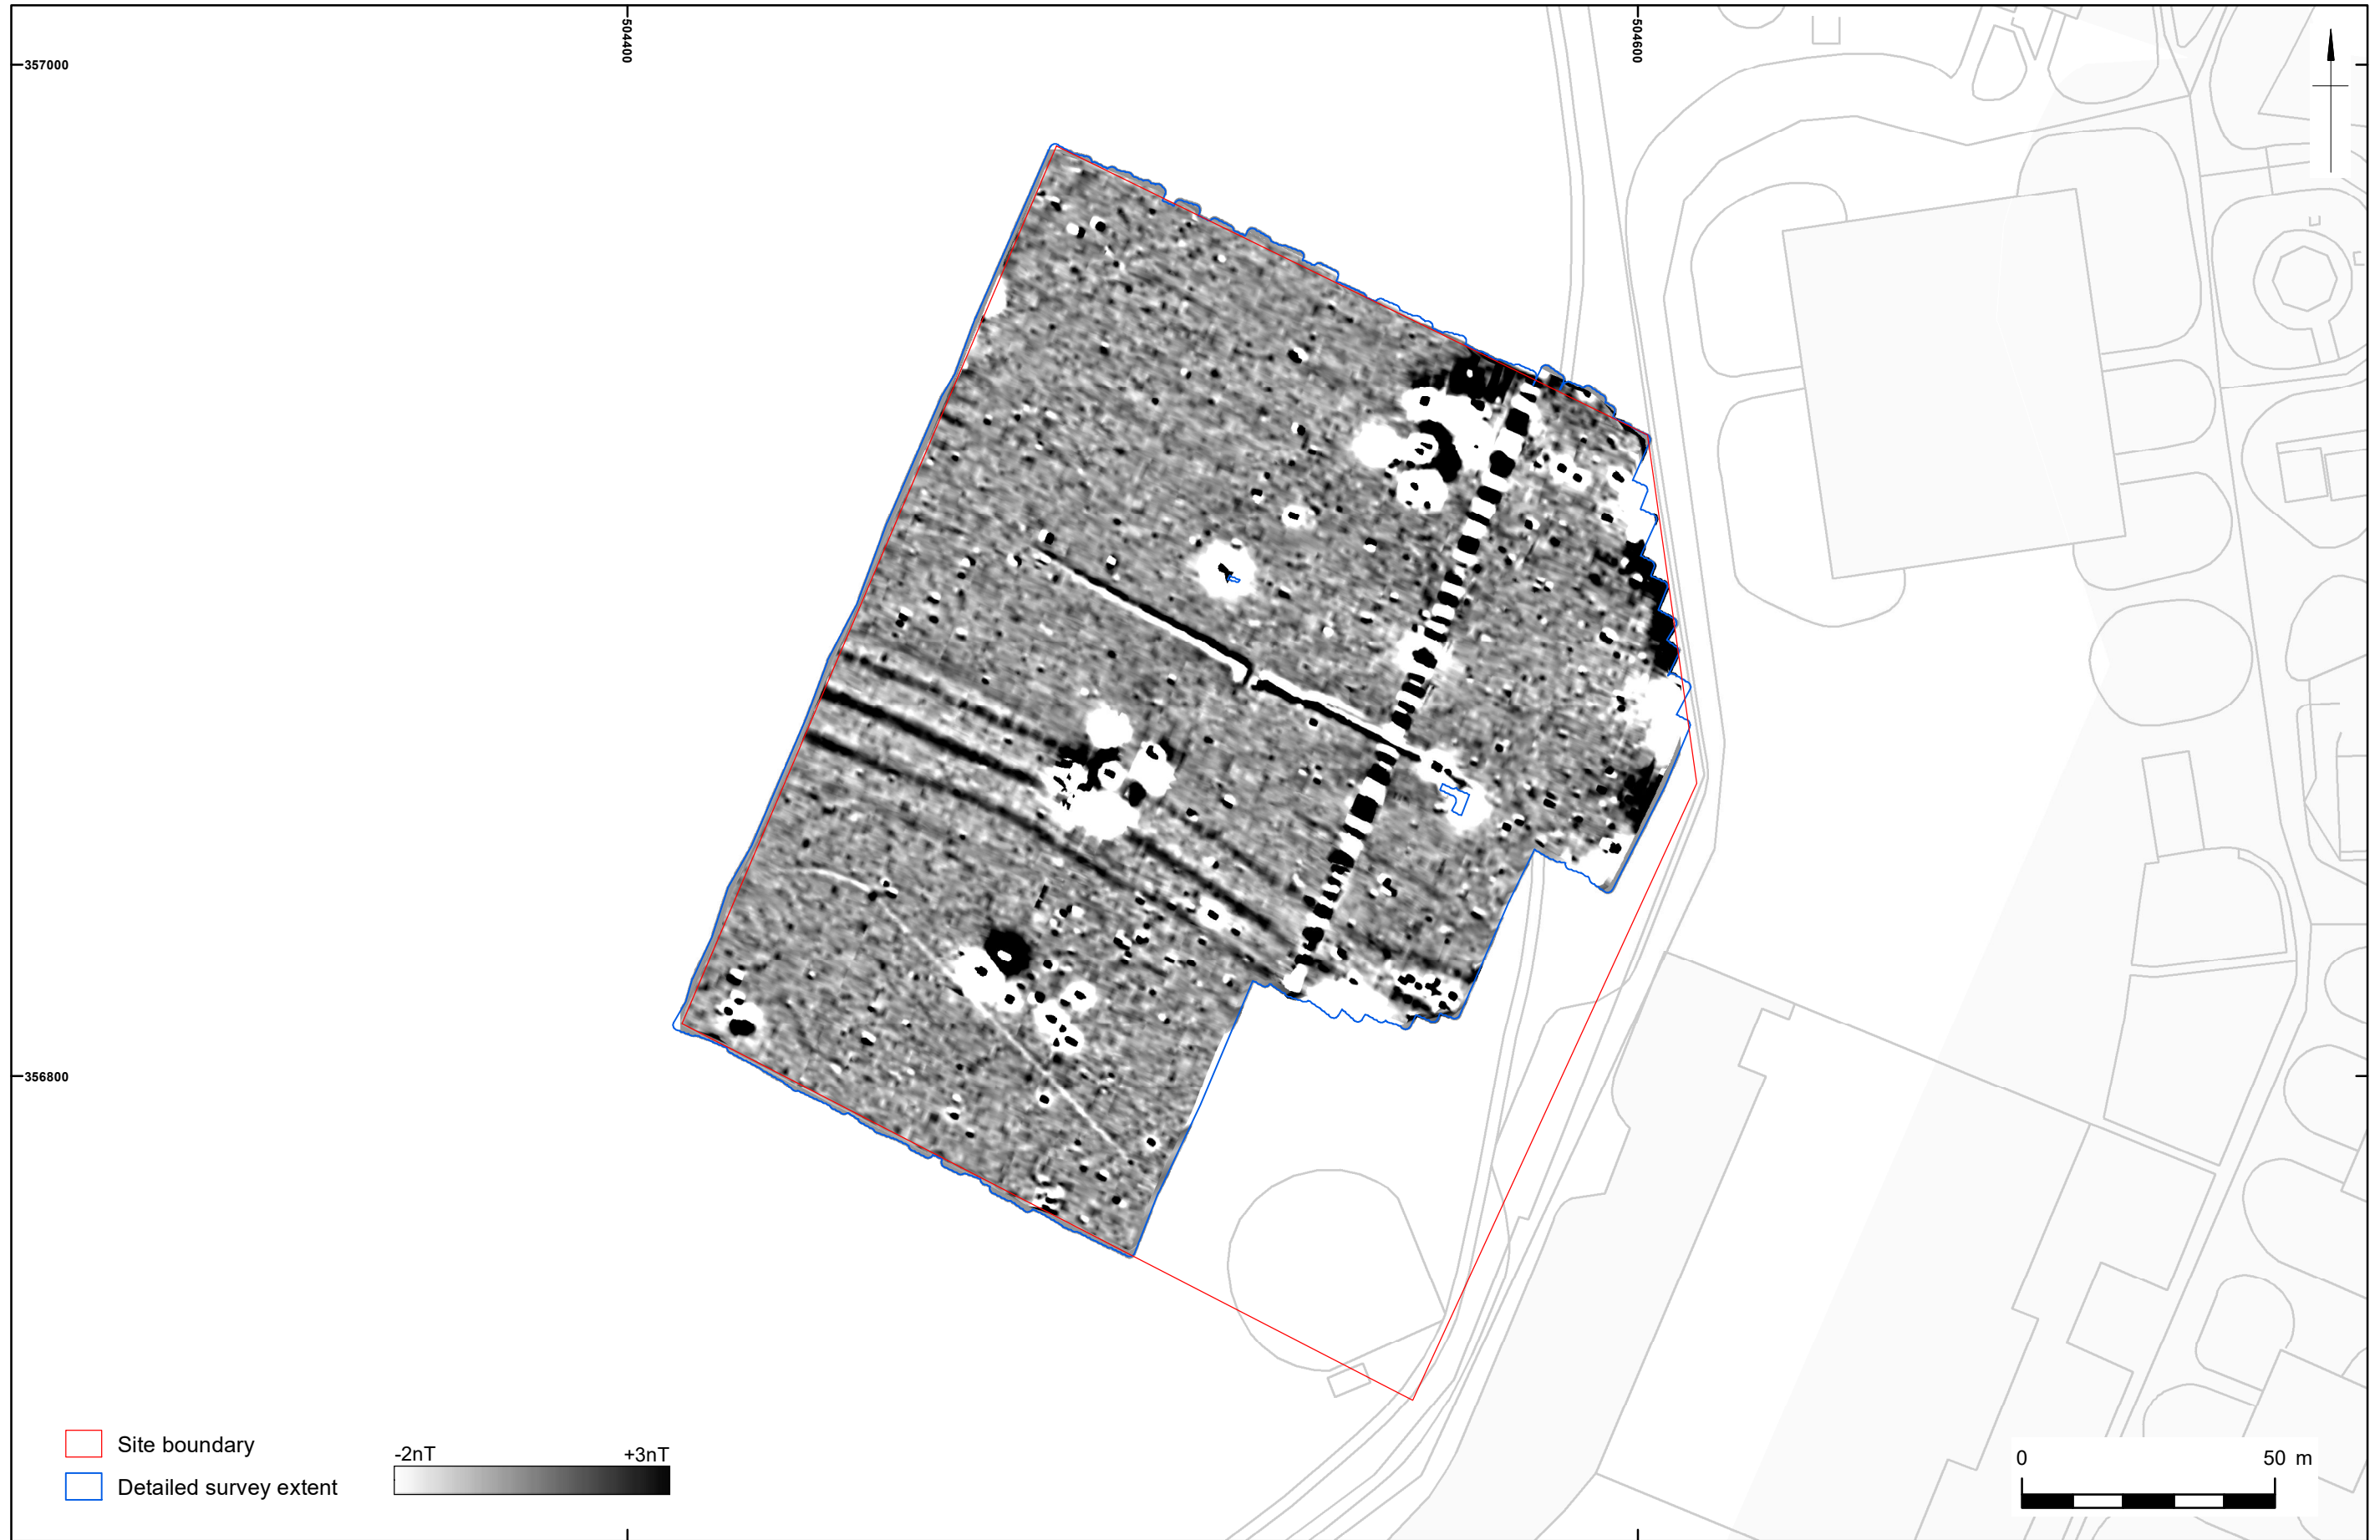 504400
504600
357000
356800
Site boundary
Detailed survey extent
-2nT +3nT
0 50 m